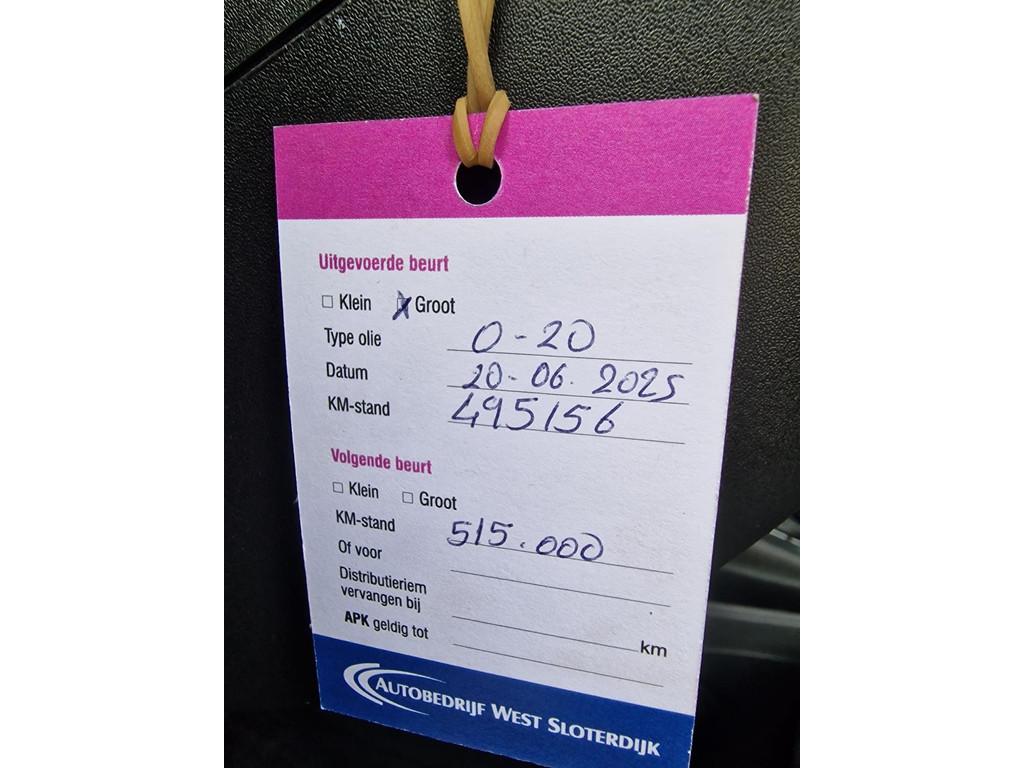 Uitgevoerde beurt
☐ Klein ☒ Groot
Type olie 0-20
Datum 20-06.2025
KM-stand 495156
Volgende beurt
☐ Klein ☐ Groot
KM-stand 515.000
Of voor
Distributieriem
vervangen bij km
APK geldig tot
AUTOBEDRIJF WEST SLOTERDIJK